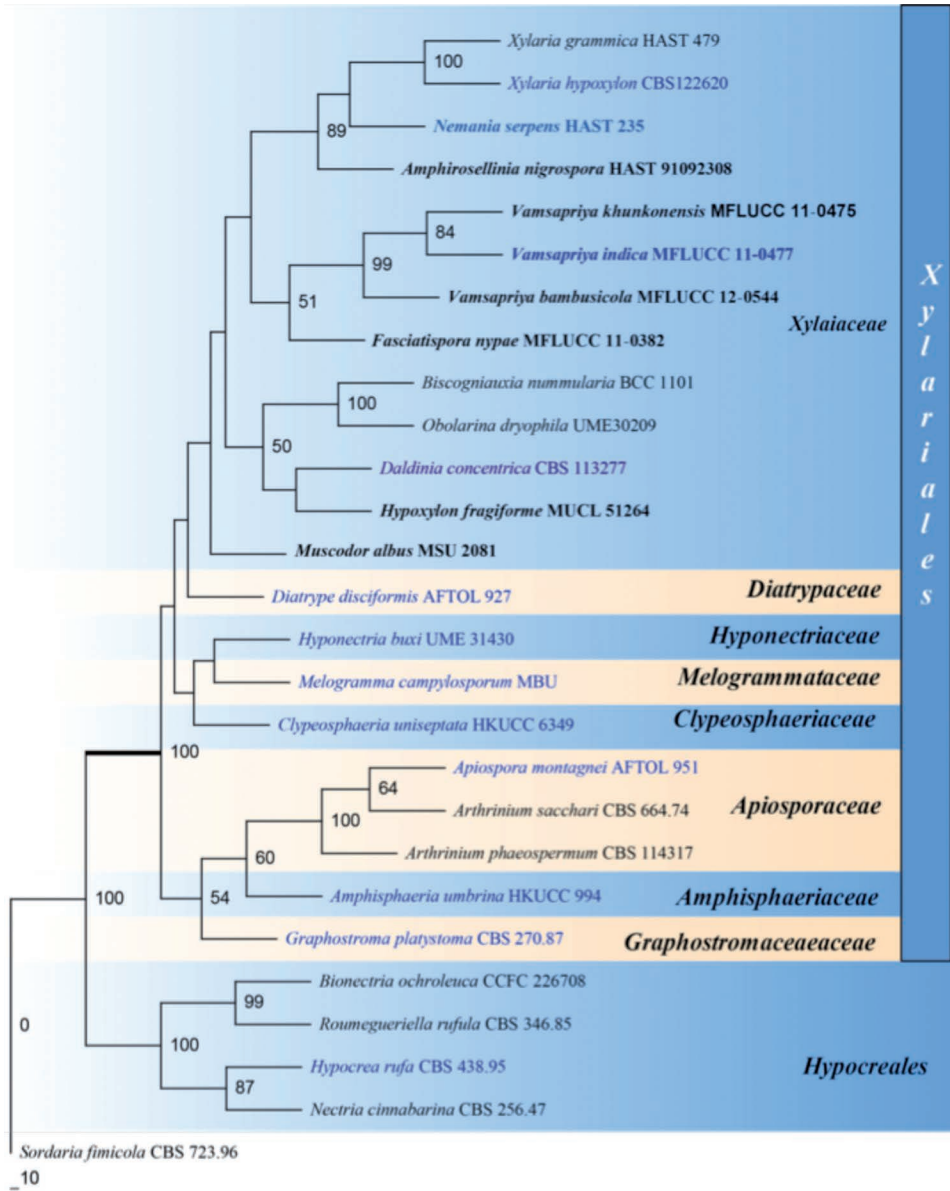 Xylaria grammica HAST 479
100
Xylaria hypoxylon CBS122620
89
Nemania serpens HAST 235
Amphirosellinia nigrospora HAST 91092308
Vamsapriya khunkonensis MFLUCC 11-0475
84
Vamsapriya indica MFLUCC 11-0477
99
Vamsapriya bambusicola MFLUCC 12-0544
51
Xylaiaceae
Fasciatispora nypae MFLUCC 11-0382
Biscogniauxia nummularia BCC 1101
100
Obolarina dryophila UME30209
50
Daldinia concentrica CBS 113277
Hypoxylon fragiforme MUCL 51264
Muscodor albus MSU 2081
Xylariales
Diatrype disciformis AFTOL 927
Diatrypaceae
Hyponectria buxi UME 31430
Hyponectriaceae
Melogramma campylosporum MBU
Melogrammataceae
Clypeosphaeria uniseptata HKUCC 6349
Clypeosphaeriaceae
100
Apiospora montagnei AFTOL 951
64
Arthrinium sacchari CBS 664.74
Apiosporaceae
100
Arthrinium phaeospermum CBS 114317
60
Amphisphaeria umbrina HKUCC 994
Amphisphaeriaceae
54
100
Graphostroma platystoma CBS 270.87
Graphostromaceaeaceae
Bionectria ochroleuca CCFC 226708
99
Roumegueriella rufula CBS 346.85
0
100
Hypocrea rufa CBS 438.95
Hypocreales
87
Nectria cinnabarina CBS 256.47
Sordaria fimicola CBS 723.96
10